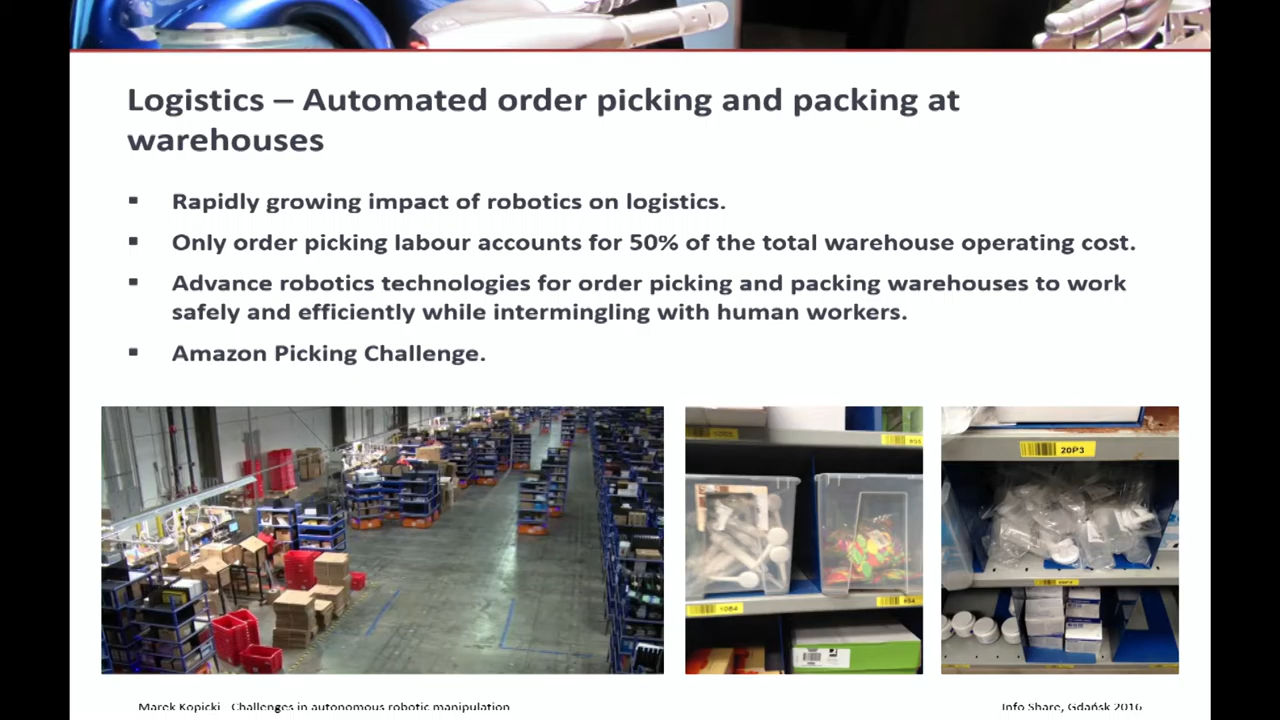 Logistics – Automated order picking and packing at
warehouses
▪ Rapidly growing impact of robotics on logistics.
▪ Only order picking labour accounts for 50% of the total warehouse operating cost.
▪ Advance robotics technologies for order picking and packing warehouses to work
safely and efficiently while intermingling with human workers.
▪ Amazon Picking Challenge.
20P3
10B4
Marek Kopicki Challenges in autonomous robotic manipulation
Info Share, Gdańsk 2016